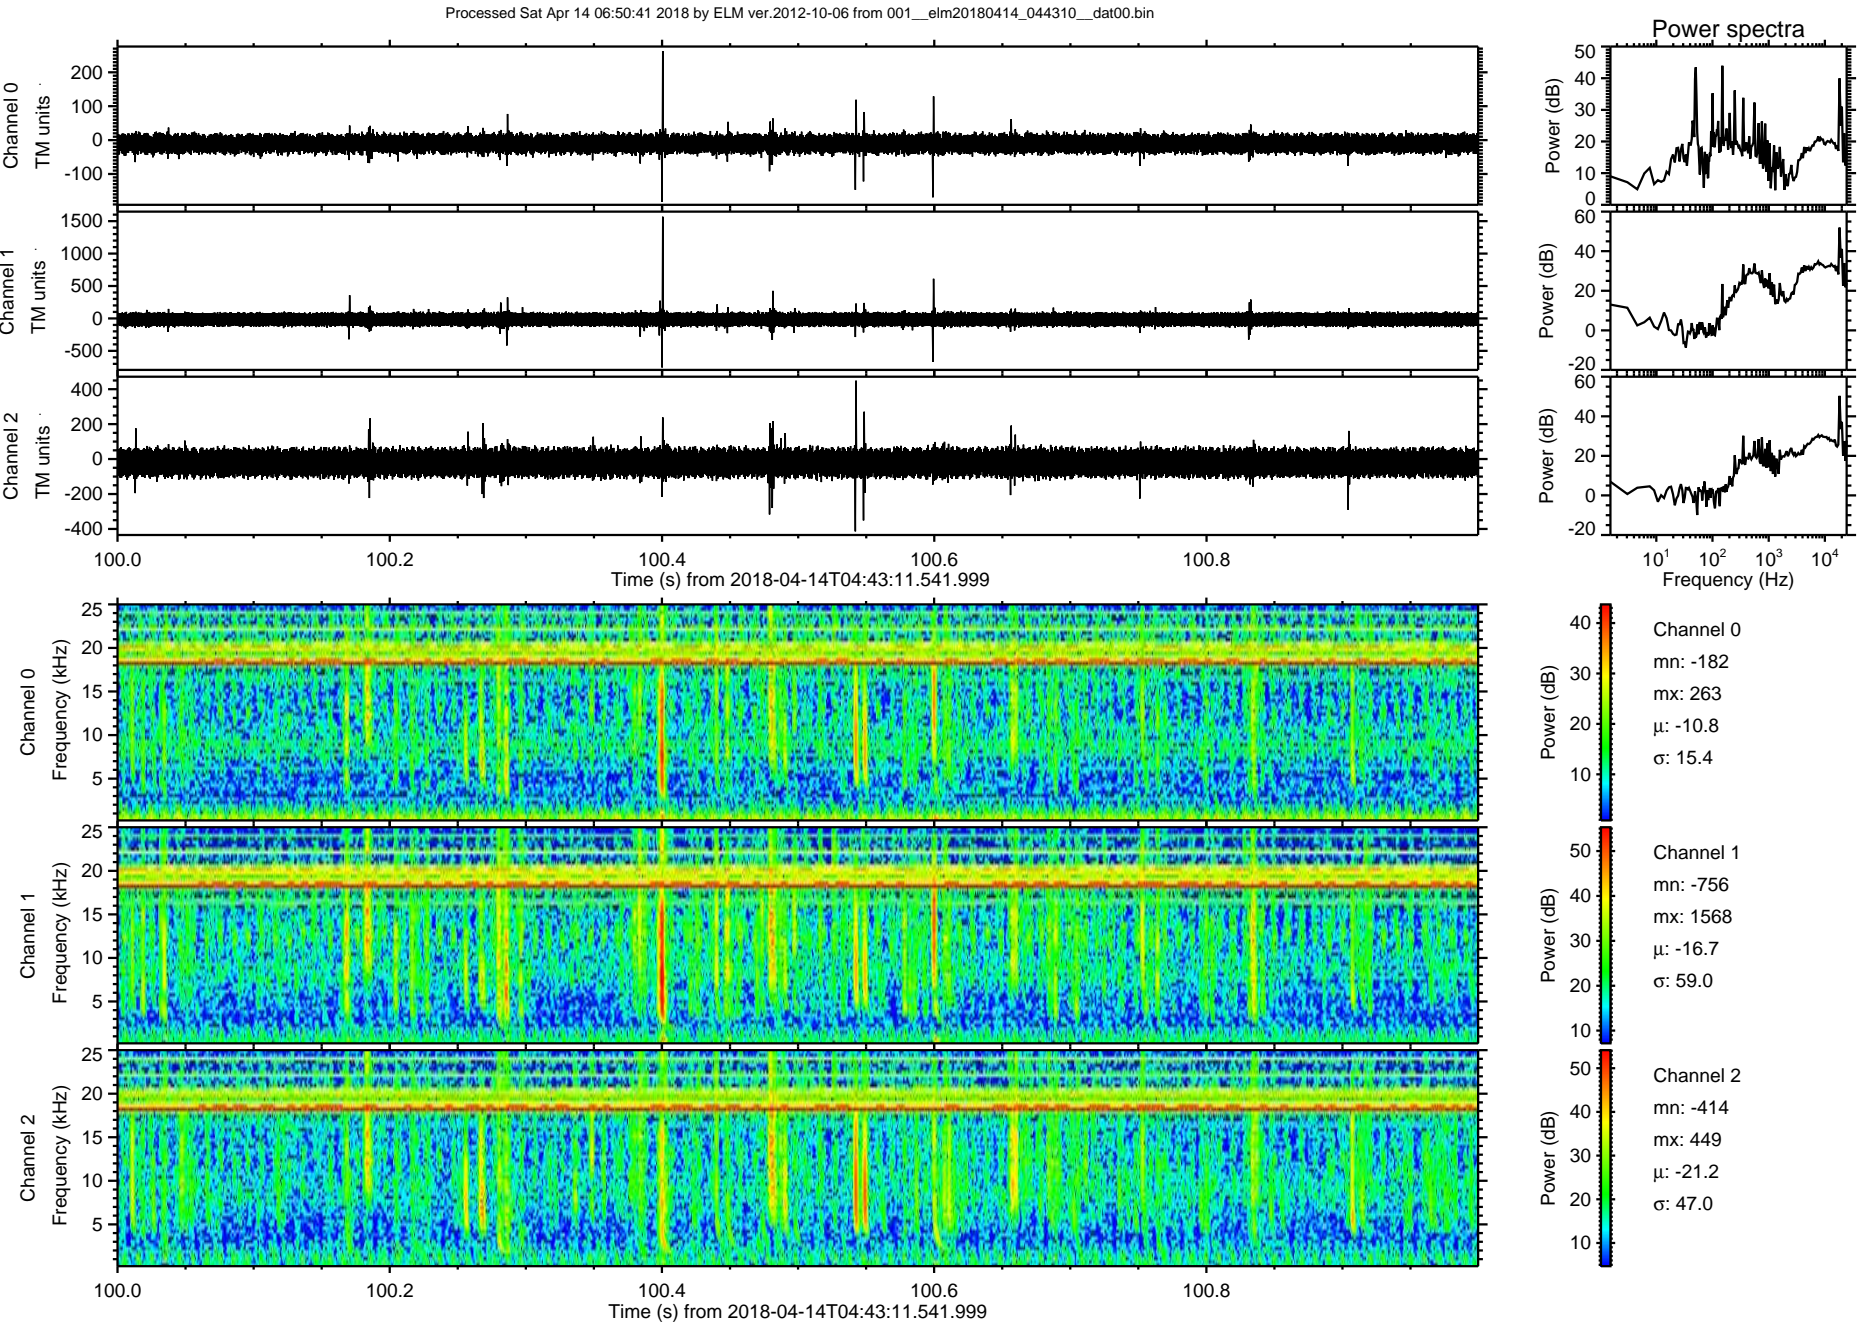 Processed Sat Apr 14 06:50:41 2018 by ELM ver.2012-10-06 from 001__elm20180414_044310__dat00.bin
Power spectra
Channel 0
TM units
200
100
0
-100
Power (dB)
50
40
30
20
10
0
Channel 1
TM units
1500
1000
500
0
-500
Power (dB)
60
40
20
0
-20
Channel 2
TM units
400
200
0
-200
-400
Power (dB)
60
40
20
0
-20
100.0 100.2 100.4 100.6 100.8
Time (s) from 2018-04-14T04:43:11.541.999
10^1 10^2 10^3 10^4
Frequency (Hz)
Channel 0
Frequency (kHz)
25
20
15
10
5
Power (dB)
40
30
20
10
Channel 0
mn: -182
mx: 263
μ: -10.8
σ: 15.4
Channel 1
Frequency (kHz)
25
20
15
10
5
Power (dB)
50
40
30
20
10
Channel 1
mn: -756
mx: 1568
μ: -16.7
σ: 59.0
Channel 2
Frequency (kHz)
25
20
15
10
5
Power (dB)
50
40
30
20
10
Channel 2
mn: -414
mx: 449
μ: -21.2
σ: 47.0
100.0 100.2 100.4 100.6 100.8
Time (s) from 2018-04-14T04:43:11.541.999